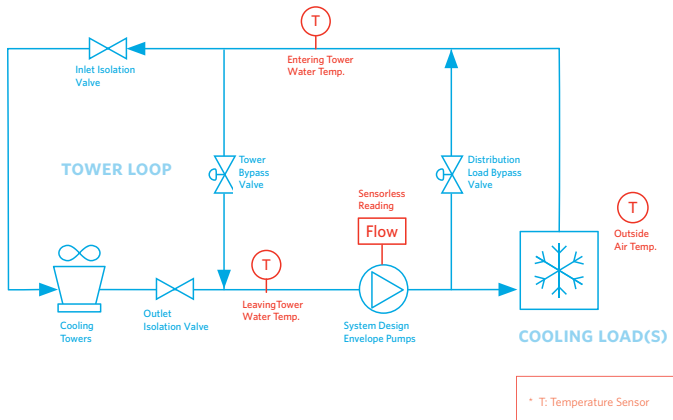 T
Entering Tower
Water Temp.
Inlet Isolation
Valve
TOWER LOOP
Tower
Bypass
Valve
Distribution
Load Bypass
Valve
Sensorless
Reading
Flow
T
Outside
Air Temp.
T
LeavingTower
Water Temp.
Cooling
Towers
Outlet
Isolation Valve
System Design
Envelope Pumps
COOLING LOAD(S)
* T: Temperature Sensor